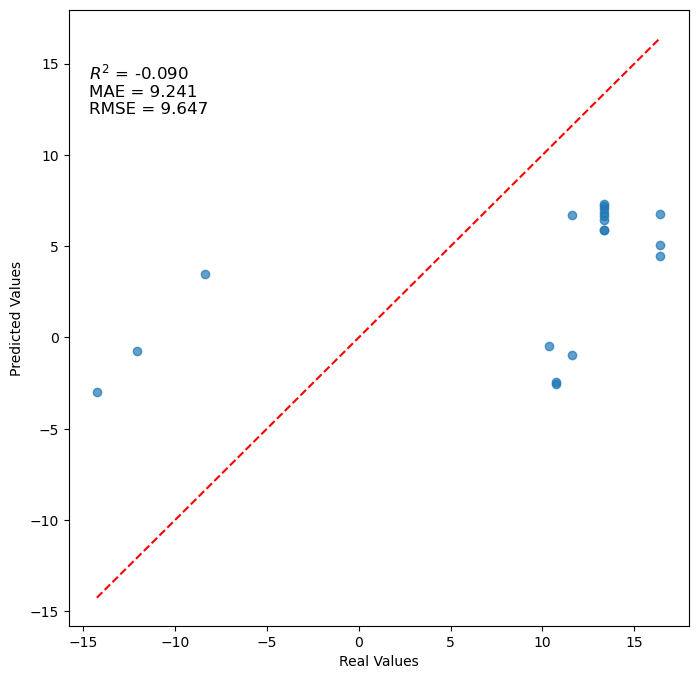 R² = -0.090
MAE = 9.241
RMSE = 9.647
15
10
5
0
−5
−10
−15
Predicted Values
−15 −10 −5 0 5 10 15
Real Values